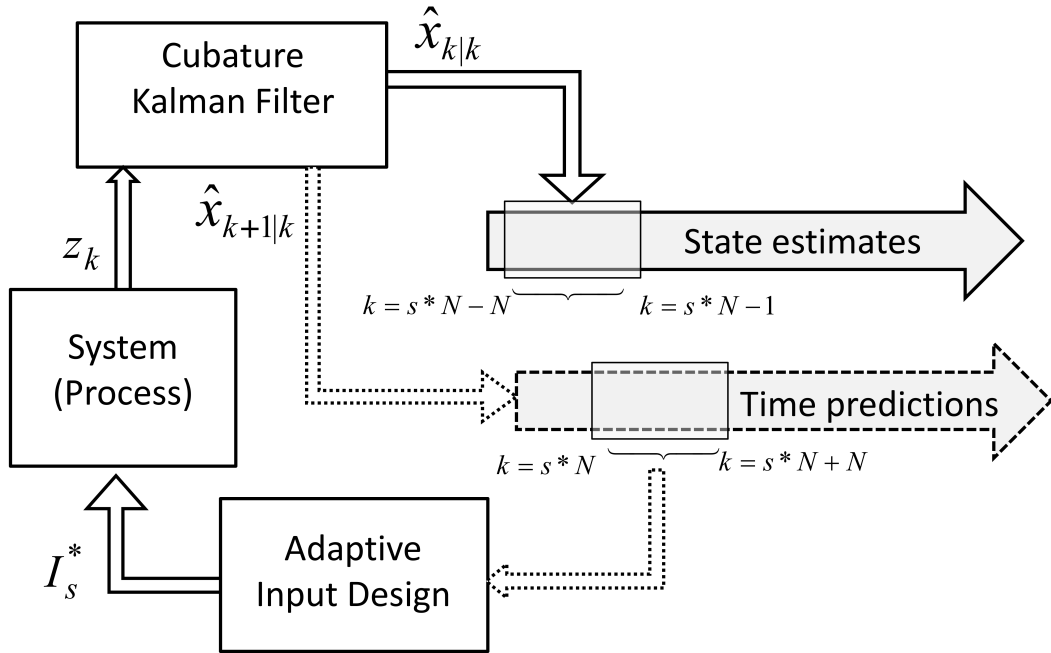 Cubature
Kalman Filter
x̂_{k|k}
x̂_{k+1|k}
z_k
State estimates
k = s * N − N
k = s * N − 1
System
(Process)
Time predictions
k = s * N
k = s * N + N
Adaptive
Input Design
I_s^*